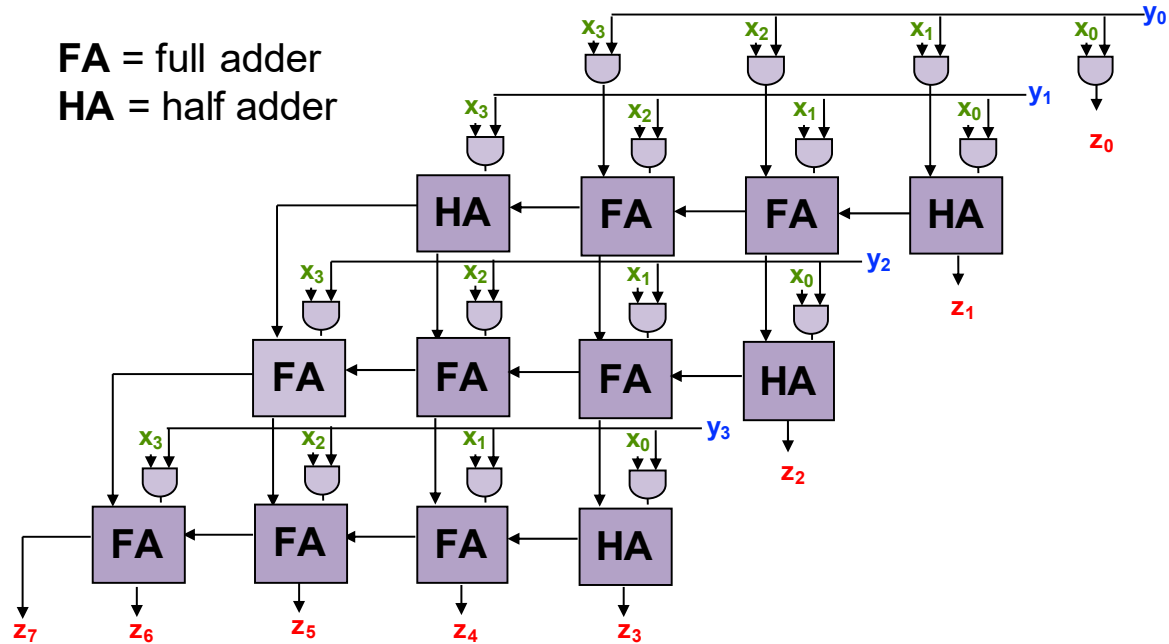 y₀
x₃ x₂ x₁ x₀
FA = full adder
HA = half adder
y₁
x₃ x₂ x₁ x₀
z₀
HA FA FA HA
y₂
x₃ x₂ x₁ x₀
z₁
FA FA FA HA
y₃
x₃ x₂ x₁ x₀
z₂
FA FA FA HA
z₇ z₆ z₅ z₄ z₃